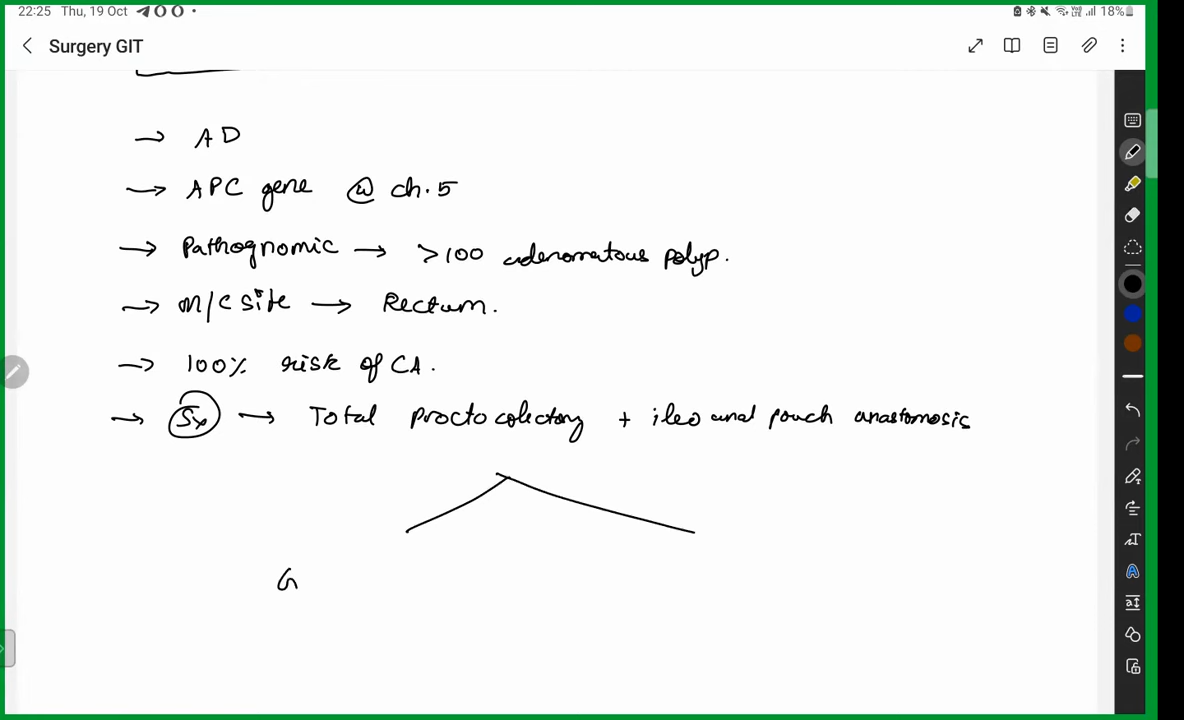 22:25 Thu, 19 Oct 18%
Surgery GIT
→ AD
→ APC gene @ ch. 5
→ Pathognomic → >100 adenomatous polyp.
→ M/C site → Rectum.
→ 100% risk of CA.
→ Sx → Total Proctocolectomy + ileo anal pouch anastomosis
G